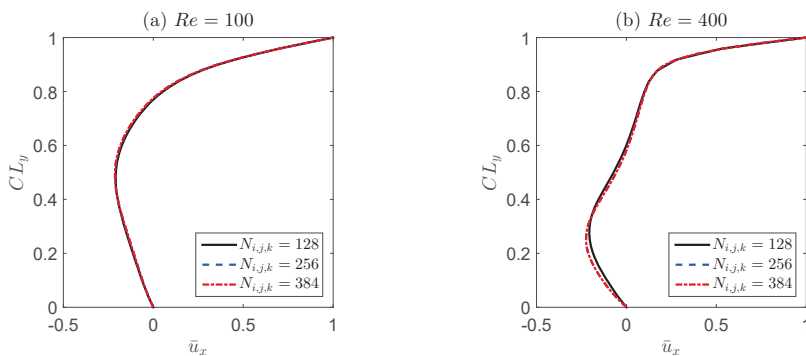 (a) Re = 100
1
0.8
0.6
0.4
0.2
0
CL_y
-0.5
0
0.5
1
ū_x
N_{i,j,k} = 128
N_{i,j,k} = 256
N_{i,j,k} = 384
(b) Re = 400
1
0.8
0.6
0.4
0.2
0
CL_y
-0.5
0
0.5
1
ū_x
N_{i,j,k} = 128
N_{i,j,k} = 256
N_{i,j,k} = 384